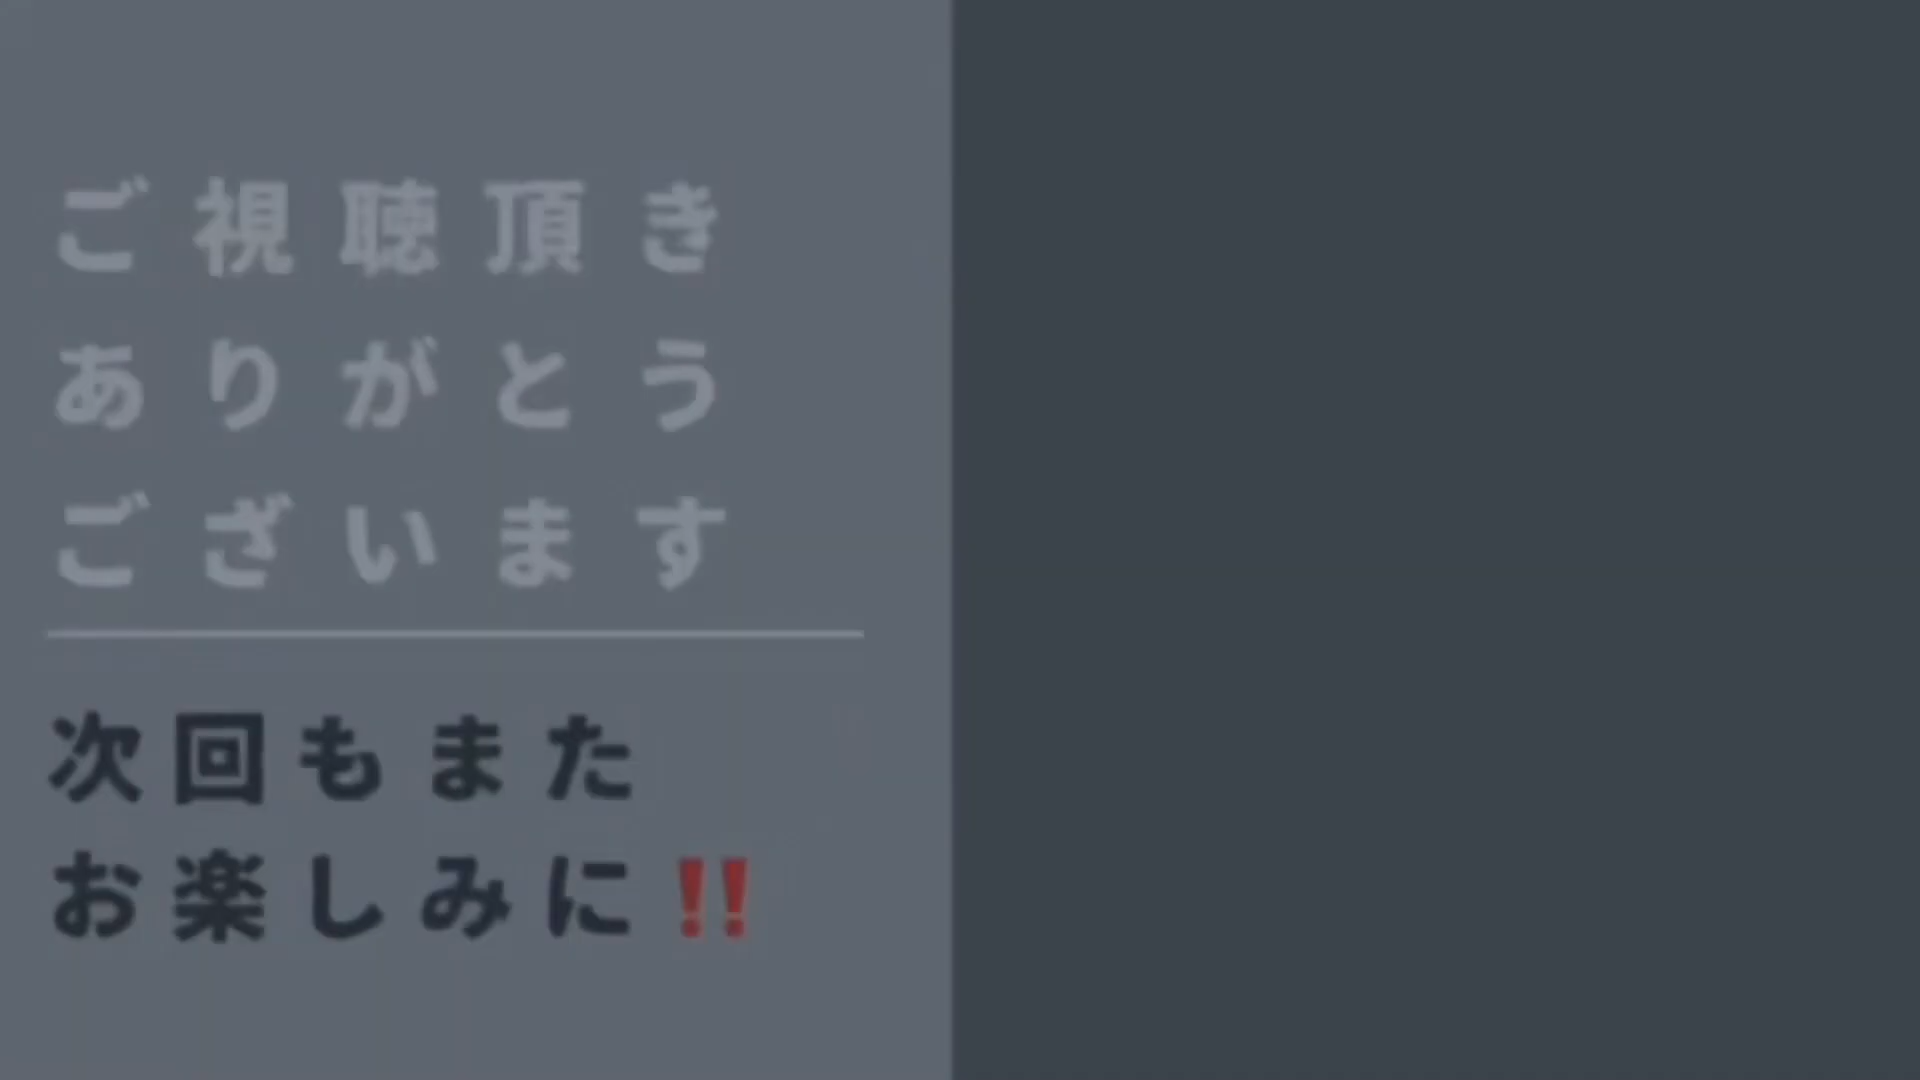 ご視聴頂き
ありがとう
ございます
次回もまた
お楽しみに‼